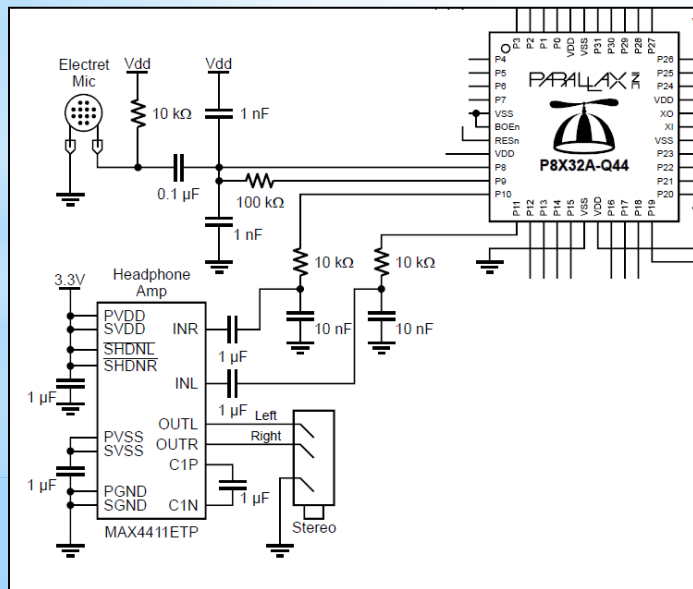 Electret
Mic
Vdd
Vdd
10 kΩ
1 nF
0.1 µF
100 kΩ
1 nF
P3
P2
P1
P0
VDD
VSS
P31
P30
P29
P28
P27
P4
P5
P6
P7
VSS
BOEn
RESn
VDD
P8
P9
P10
PARALLAX INC
P8X32A-Q44
P26
P25
P24
VDD
XO
XI
VSS
P23
P22
P21
P20
P11
P12
P13
P14
P15
VSS
VDD
P16
P17
P18
P19
10 kΩ
10 kΩ
10 nF
10 nF
3.3V
Headphone
Amp
PVDD
SVDD
SHDNL
SHDNR
1 µF
PVSS
SVSS
1 µF
PGND
SGND
INR
INL
OUTL
OUTR
C1P
C1N
MAX4411ETP
1 µF
1 µF
Left
Right
1 µF
Stereo